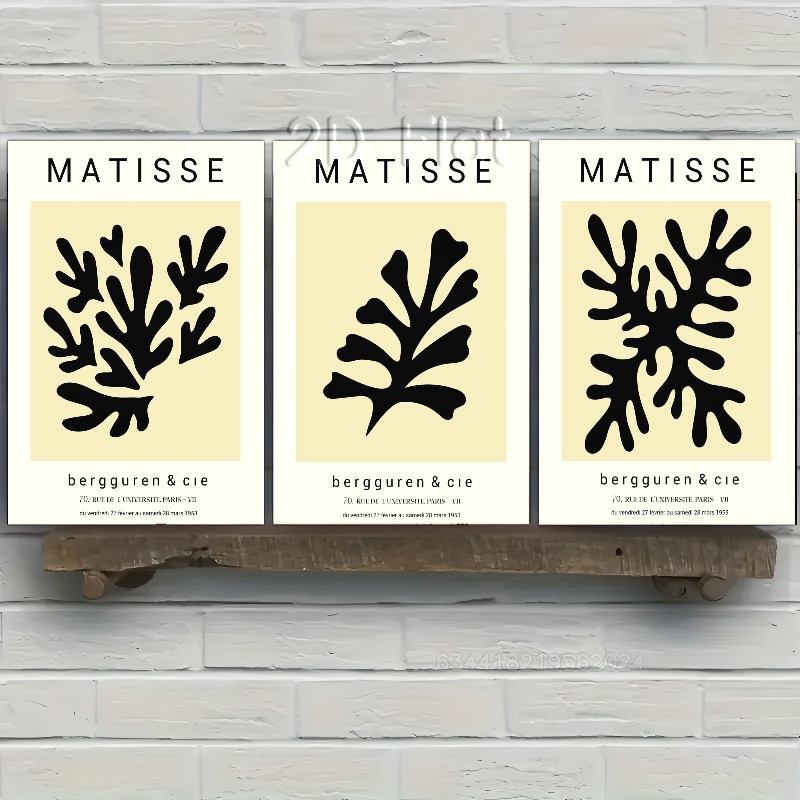 2D Flat
MATISSE
bergguren & cie
70. RUE DE L'UNIVERSITE, PARIS - VII
du vendredi 27 février au samedi 28 mars 1953
MATISSE
bergguren & cie
70. RUE DE L'UNIVERSITE, PARIS - VII
du vendredi 27 février au samedi 28 mars 1953
MATISSE
bergguren & cie
70. RUE DE L'UNIVERSITE, PARIS - VII
du vendredi 27 février au samedi 28 mars 1953